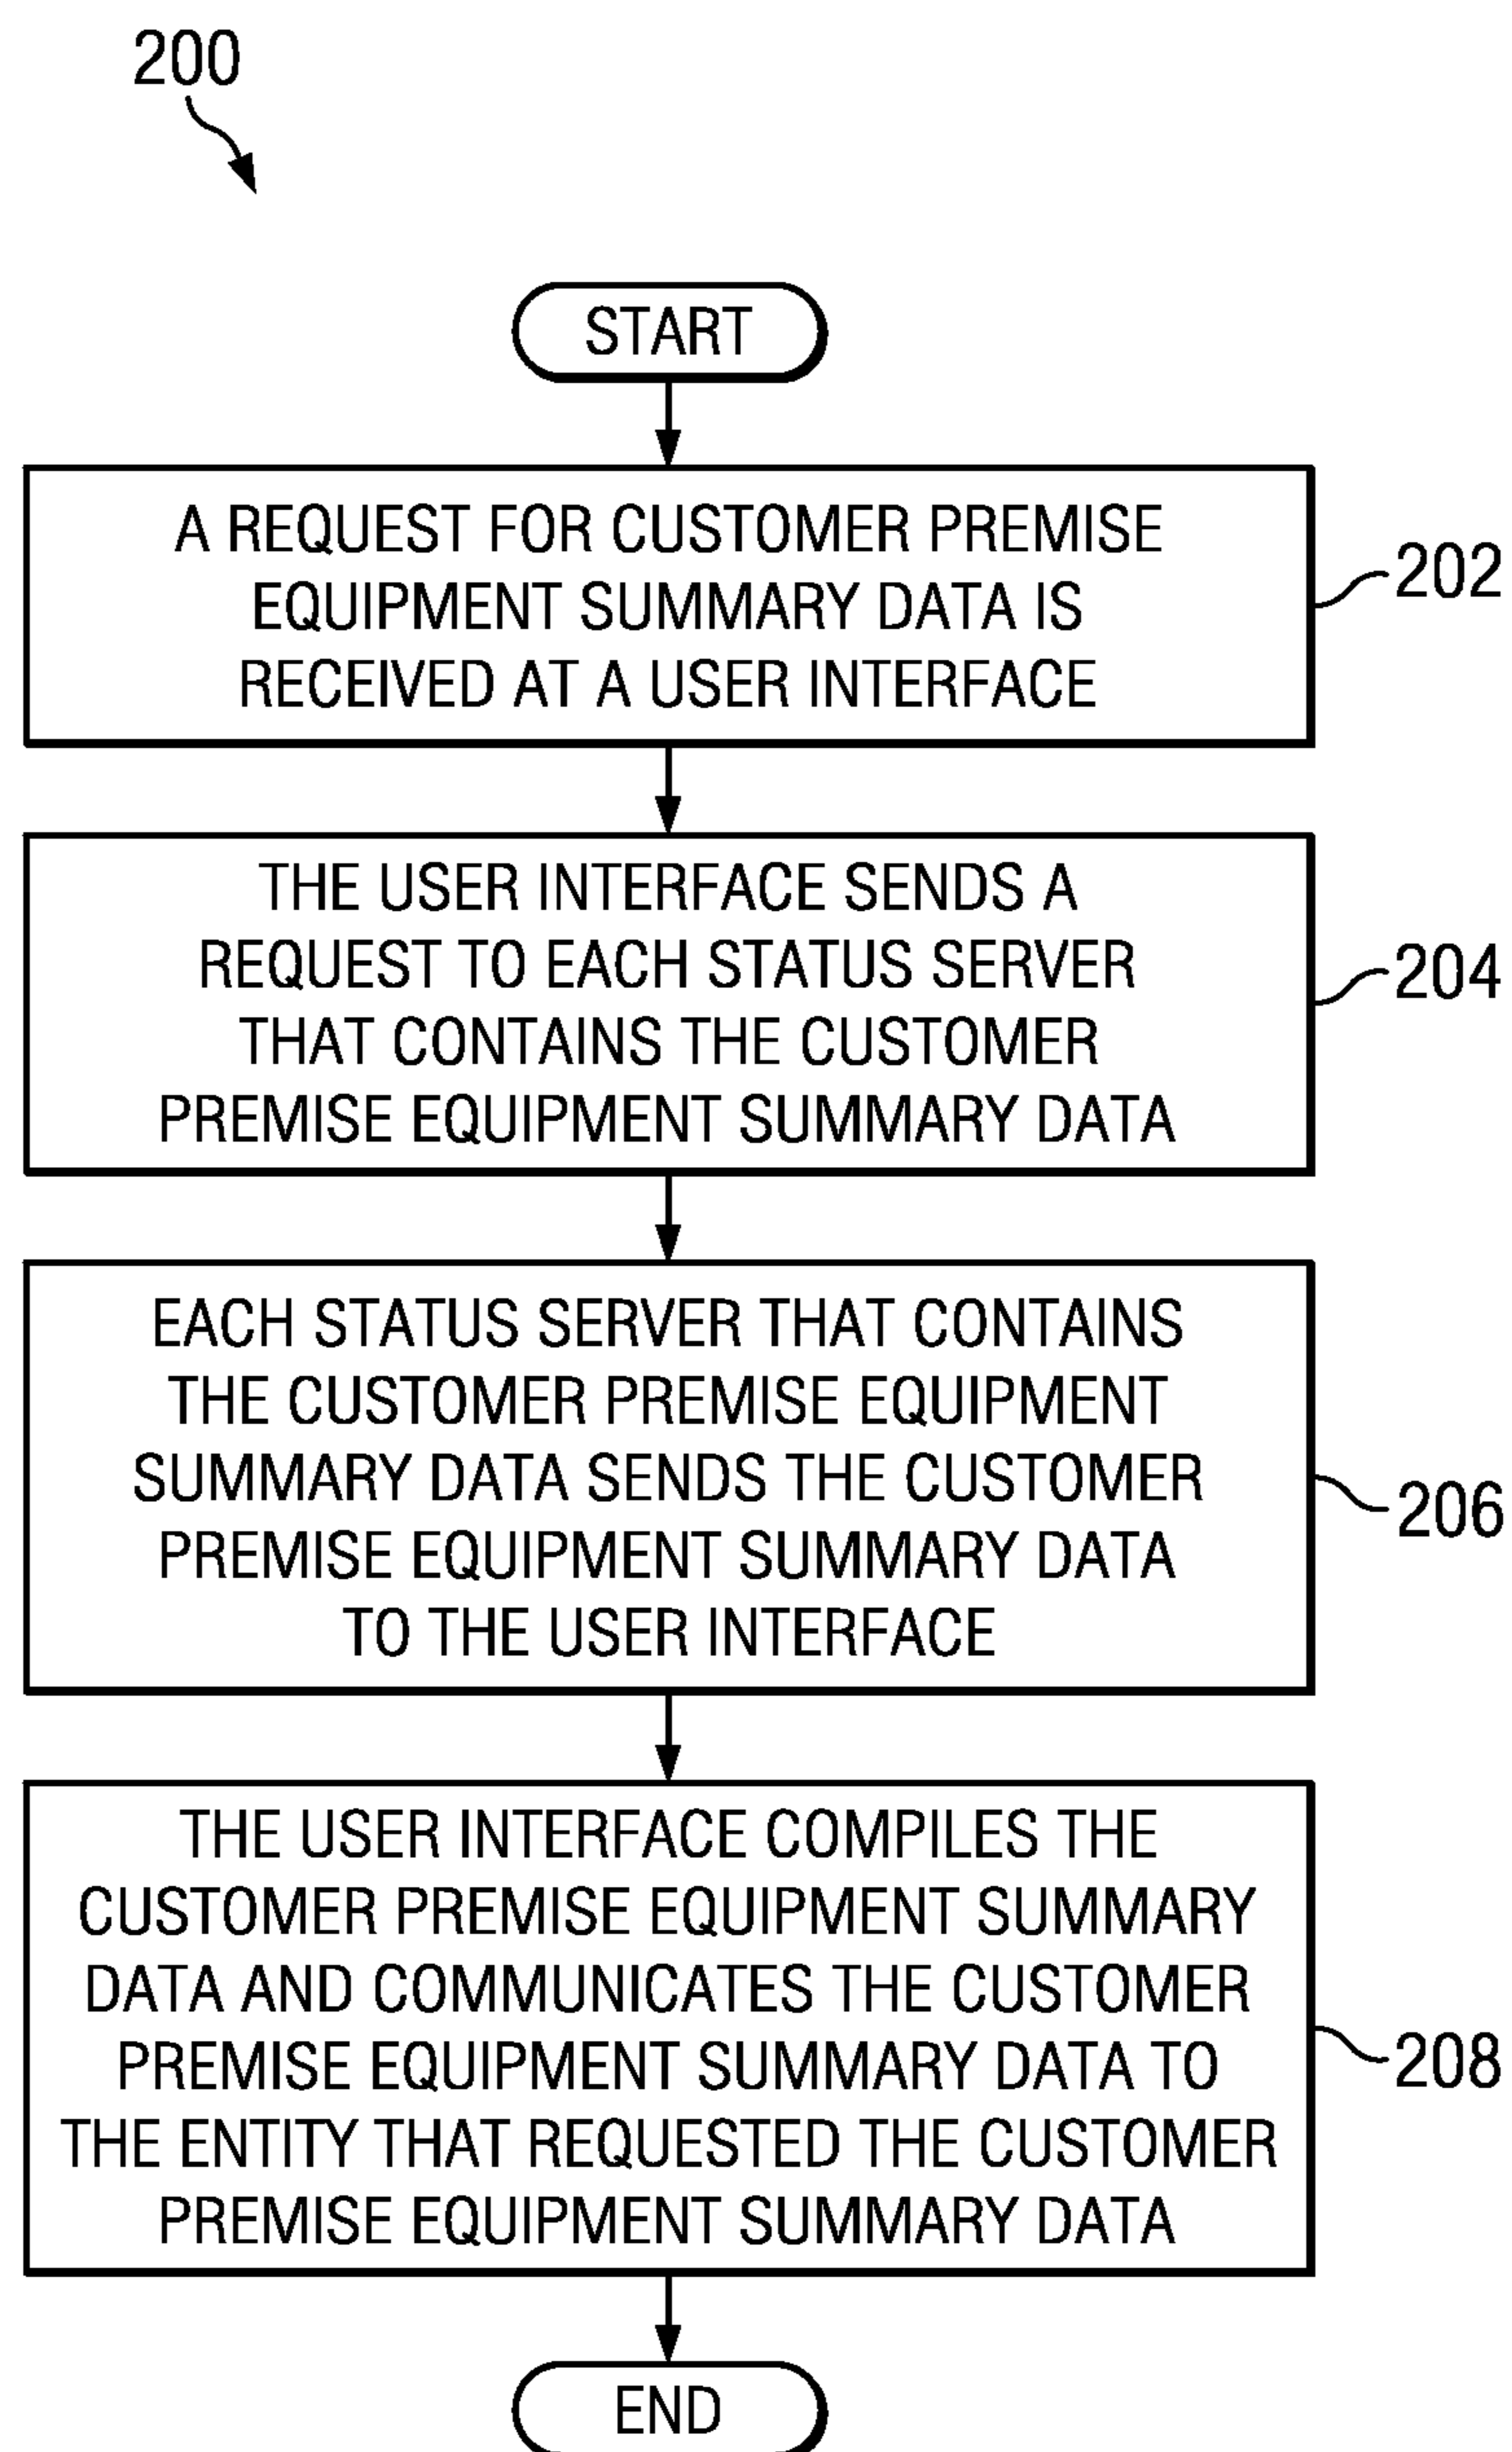 200
START
A REQUEST FOR CUSTOMER PREMISE
EQUIPMENT SUMMARY DATA IS
RECEIVED AT A USER INTERFACE
202
THE USER INTERFACE SENDS A
REQUEST TO EACH STATUS SERVER
THAT CONTAINS THE CUSTOMER
PREMISE EQUIPMENT SUMMARY DATA
204
EACH STATUS SERVER THAT CONTAINS
THE CUSTOMER PREMISE EQUIPMENT
SUMMARY DATA SENDS THE CUSTOMER
PREMISE EQUIPMENT SUMMARY DATA
TO THE USER INTERFACE
206
THE USER INTERFACE COMPILES THE
CUSTOMER PREMISE EQUIPMENT SUMMARY
DATA AND COMMUNICATES THE CUSTOMER
PREMISE EQUIPMENT SUMMARY DATA TO
THE ENTITY THAT REQUESTED THE CUSTOMER
PREMISE EQUIPMENT SUMMARY DATA
208
END